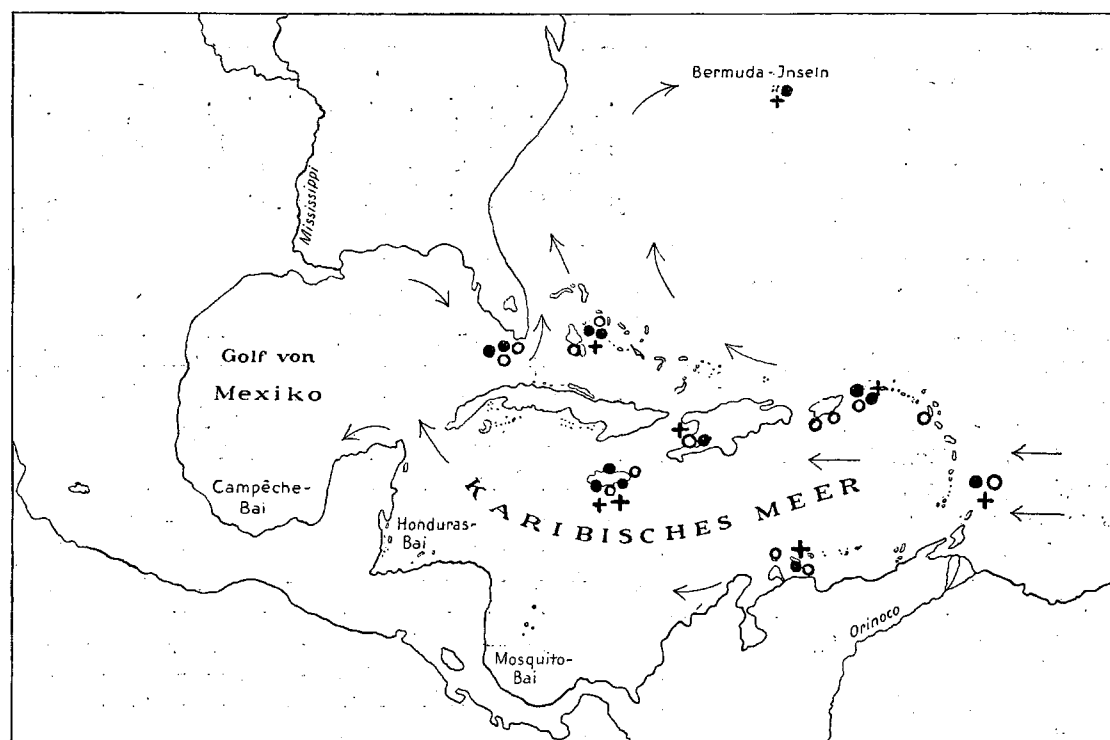 Bermuda-Jnseln
Mississippi
Golf von
Mexiko
Campêche-
Bai
Honduras-
Bai
KARIBISCHES MEER
Mosquito-
Bai
Orinoco